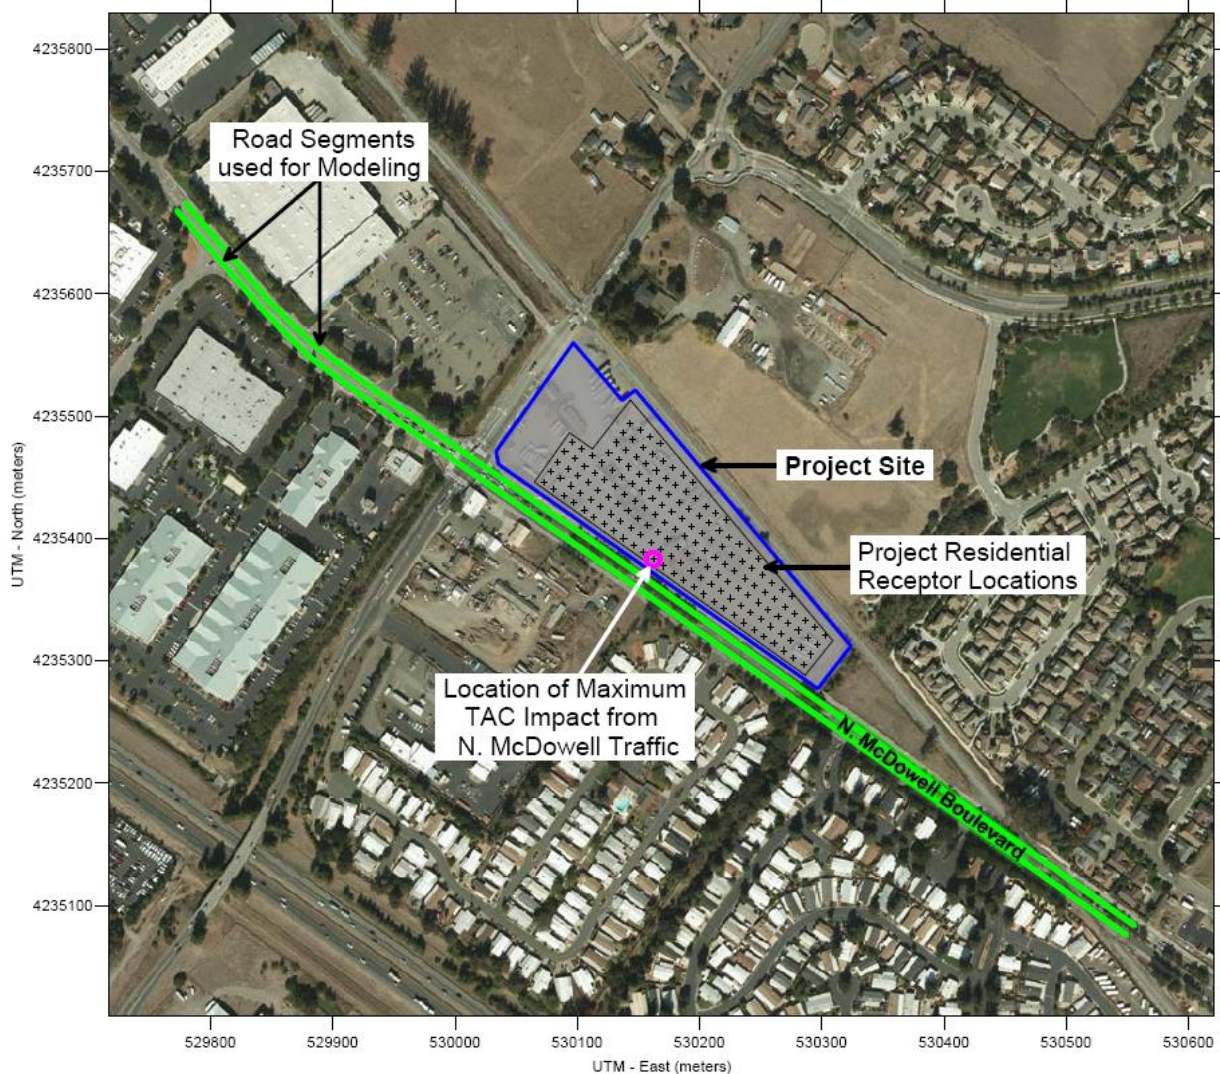 4235800
Road Segments
used for Modeling
4235700
4235600
4235500
Project Site
4235400
Project Residential
Receptor Locations
4235300
Location of Maximum
TAC Impact from
N. McDowell Traffic
N. McDowell Boulevard
4235200
4235100
UTM - North (meters)
529800
529900
530000
530100
530200
530300
530400
530500
530600
UTM - East (meters)